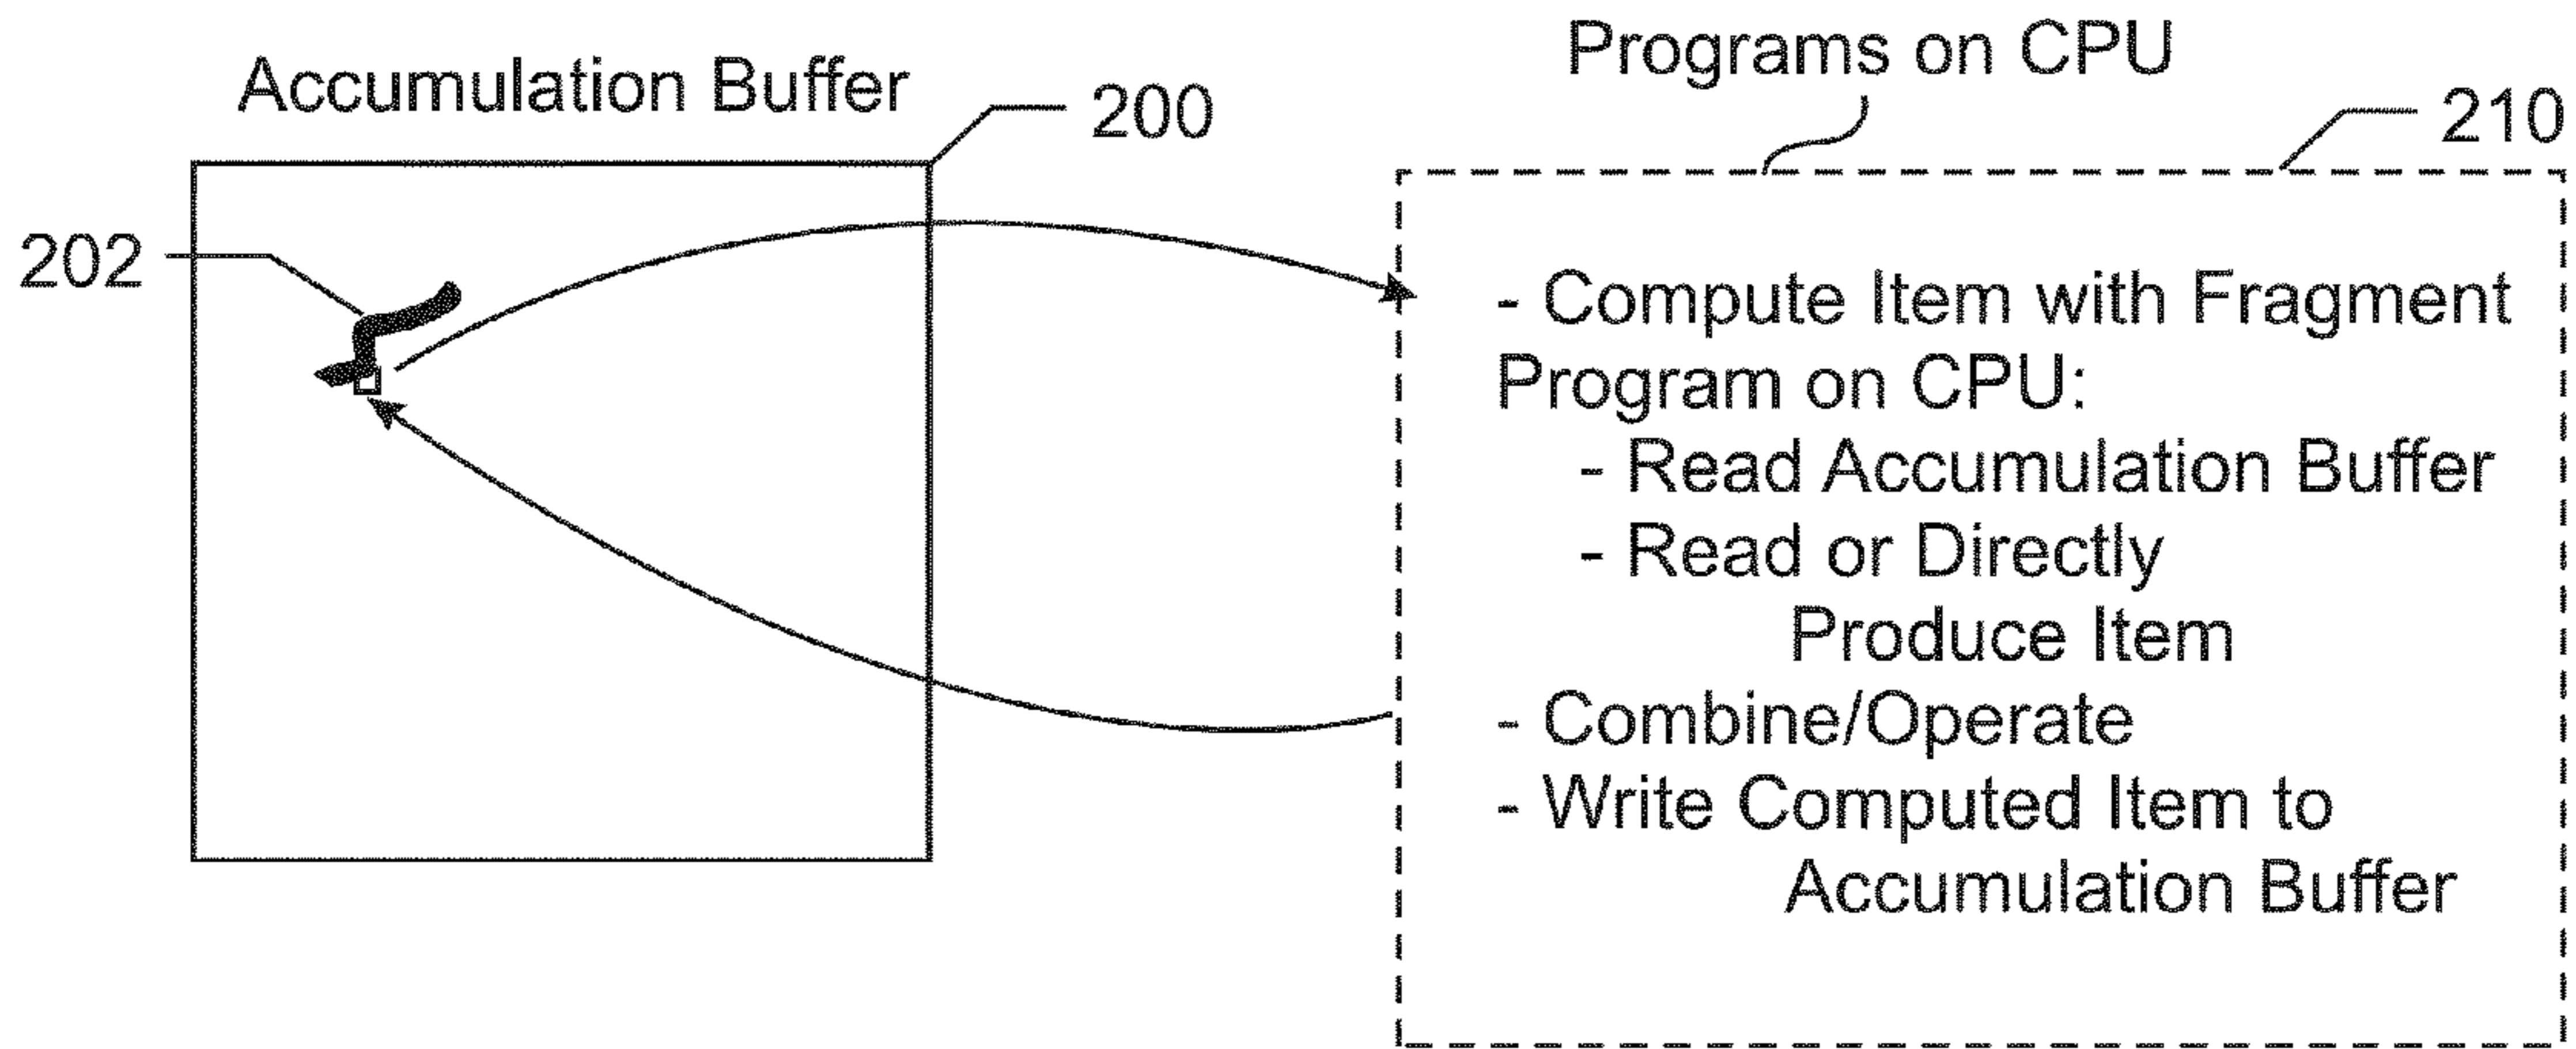 Accumulation Buffer
200
202
Programs on CPU
210
- Compute Item with Fragment
Program on CPU:
- Read Accumulation Buffer
- Read or Directly
Produce Item
- Combine/Operate
- Write Computed Item to
Accumulation Buffer